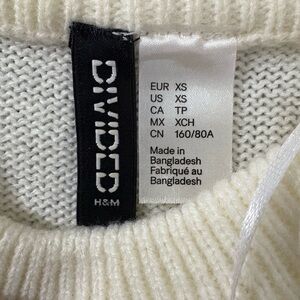 DIVIDED
H&M
EUR XS
US XS
CA TP
MX XCH
CN 160/80A
Made in
Bangladesh
Fabriqué au
Bangladesh